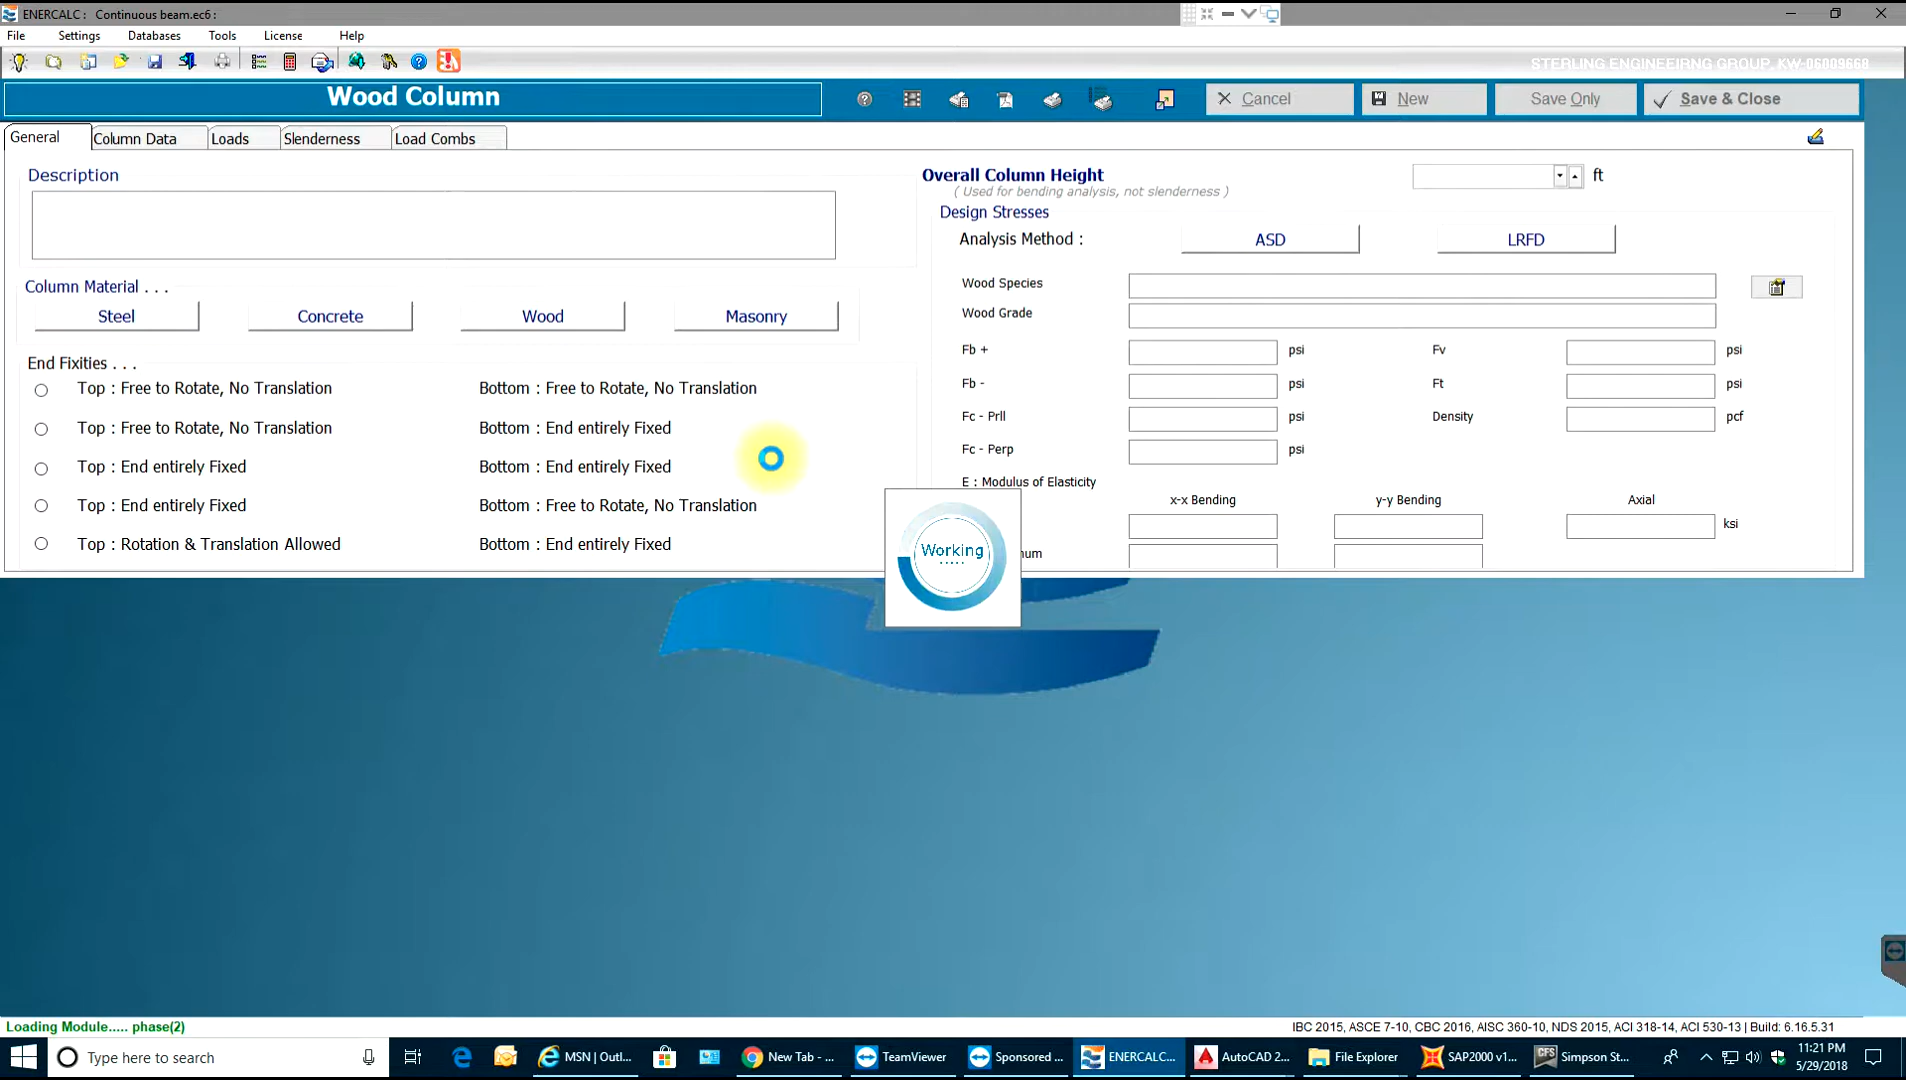 ENERCALC : Continuous beam.ec6 :
File Settings Databases Tools License Help
STERLING ENGINEEIRNG GROUP, KW-06009668
Wood Column
Cancel New Save Only Save & Close
General Column Data Loads Slenderness Load Combs
Description
Overall Column Height ft
( Used for bending analysis, not slenderness )
Design Stresses
Analysis Method : ASD LRFD
Column Material . . .
Steel Concrete Wood Masonry
Wood Species
Wood Grade
End Fixities . . .
Top : Free to Rotate, No Translation Bottom : Free to Rotate, No Translation
Top : Free to Rotate, No Translation Bottom : End entirely Fixed
Top : End entirely Fixed Bottom : End entirely Fixed
Top : End entirely Fixed Bottom : Free to Rotate, No Translation
Top : Rotation & Translation Allowed Bottom : End entirely Fixed
Fb + psi Fv psi
Fb - psi Ft psi
Fc - Prll psi Density pcf
Fc - Perp psi
E : Modulus of Elasticity
x-x Bending y-y Bending Axial
ksi
Working
.....
Loading Module..... phase(2)
IBC 2015, ASCE 7-10, CBC 2016, AISC 360-10, NDS 2015, ACI 318-14, ACI 530-13 | Build: 6.16.5.31
Type here to search
MSN | Outl... New Tab - ... TeamViewer Sponsored ... ENERCALC... AutoCAD 2... File Explorer SAP2000 v1... CFS Simpson St...
11:21 PM
5/29/2018